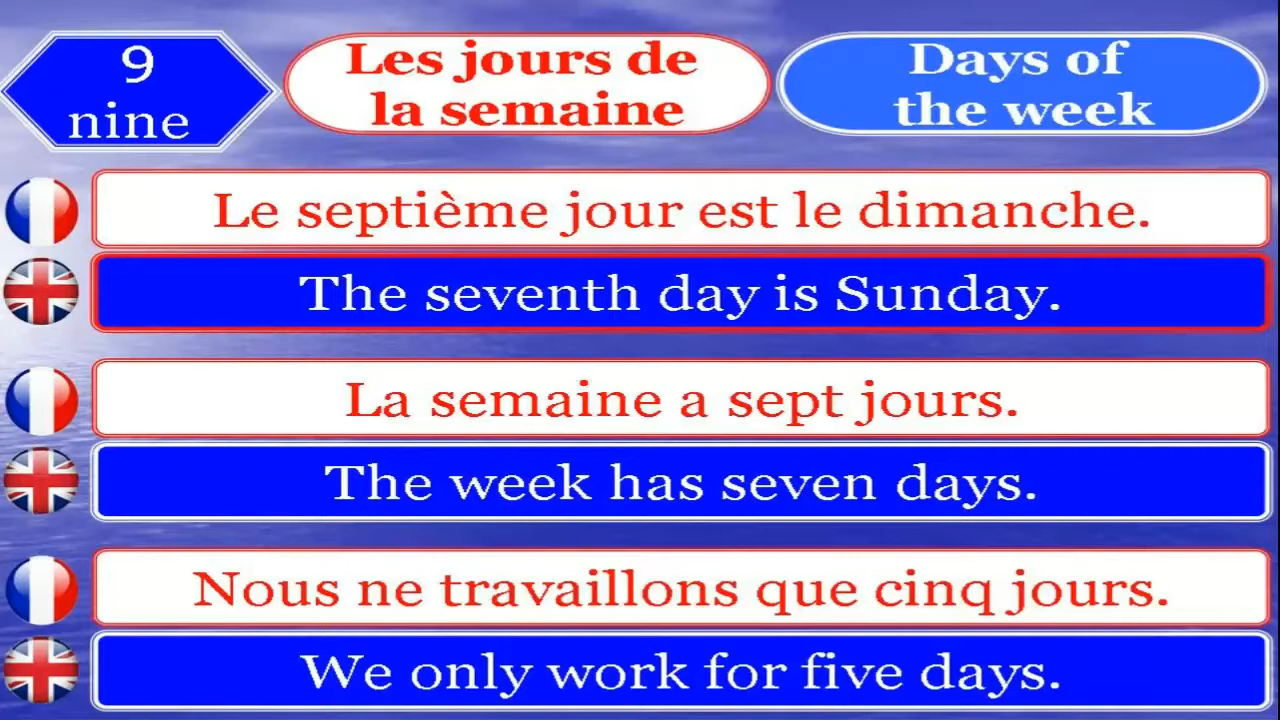 9
nine
Les jours de
la semaine
Days of
the week
Le septième jour est le dimanche.
The seventh day is Sunday.
La semaine a sept jours.
The week has seven days.
Nous ne travaillons que cinq jours.
We only work for five days.